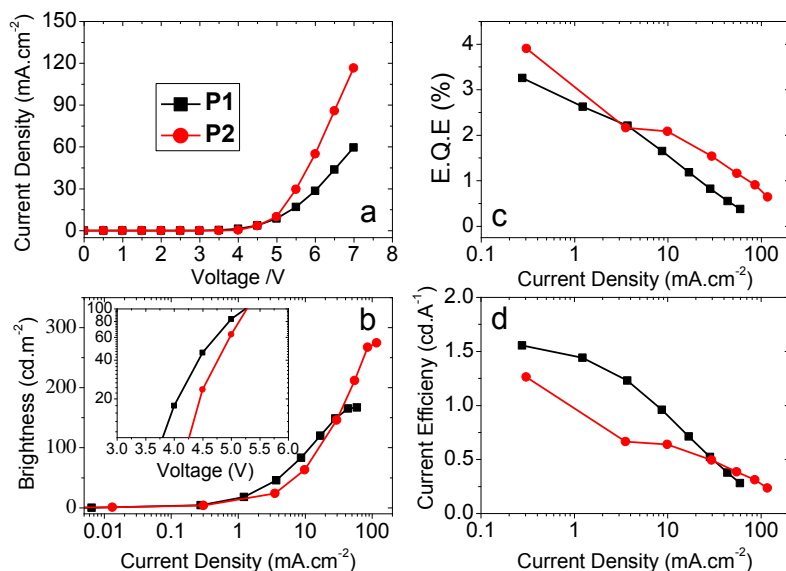 Current Density (mA.cm⁻²)
150
120
90
60
30
0
P1
P2
a
0 1 2 3 4 5 6 7 8
Voltage /V
E.Q.E (%)
4
3
2
1
0
c
0.1 1 10 100
Current Density (mA.cm⁻²)
Brightness (cd.m⁻²)
300
200
100
0
b
100
80
60
40
20
3.0 3.5 4.0 4.5 5.0 5.5 6.0
Voltage (V)
0.01 0.1 1 10 100
Current Density (mA.cm⁻²)
Current Efficieny (cd.A⁻¹)
2.0
1.5
1.0
0.5
0.0
d
0.1 1 10 100
Current Density (mA.cm⁻²)